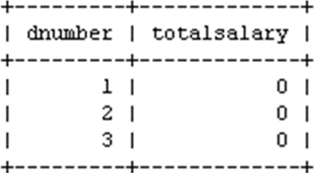 +---------+-------------+
| dnumber | totalsalary |
+---------+-------------+
|       1 |           0 |
|       2 |           0 |
|       3 |           0 |
+---------+-------------+